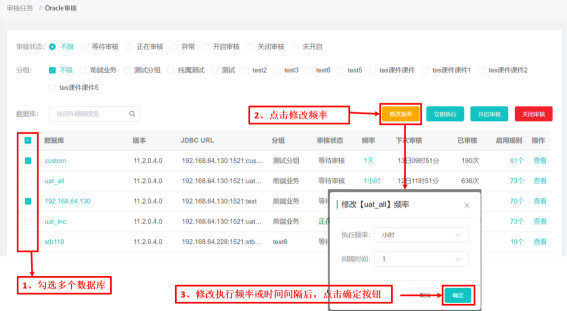 审核任务 / Oracle审核
审核状态: 不限 等待审核 正在审核 异常 开启审核 关闭审核 未开启
分组: 不限 前端业务 测试分组 纯属测试 测试 test2 test3 test6 test5 tes课件课件 tes课件课件1 tes课件课件2
tes课件课件6
数据库: 支持%模糊搜索
2、点击修改频率
修改频率 立即执行 开启审核 关闭审核
数据库 版本 JDBC URL 分组 审核状态 频率 下次审核 已审核 启用规则 操作
custom 11.2.0.4.0 192.168.64.130:1521:cus... 测试分组 等待审核 1天 13日09时51分 190次 61个 查看
uat_all 11.2.0.4.0 192.168.64.130:1521:uat... 前端业务 等待审核 1小时 12日11时51分 636次 73个 查看
192.168.64.130 11.2.0.4.0 192.168.64.130:1521:test 前端业务 等待 70个 查看
uat_inc 11.2.0.4.0 192.168.64.130:1521:uat... 前端业务 正在 73个 查看
stb119 11.2.0.4.0 192.168.64.228:1521:stb... test6 等待 19个 查看
修改【uat_all】频率
执行频率: 小时
间隔时间: 1
取消 确定
1、勾选多个数据库
3、修改执行频率或时间间隔后，点击确定按钮